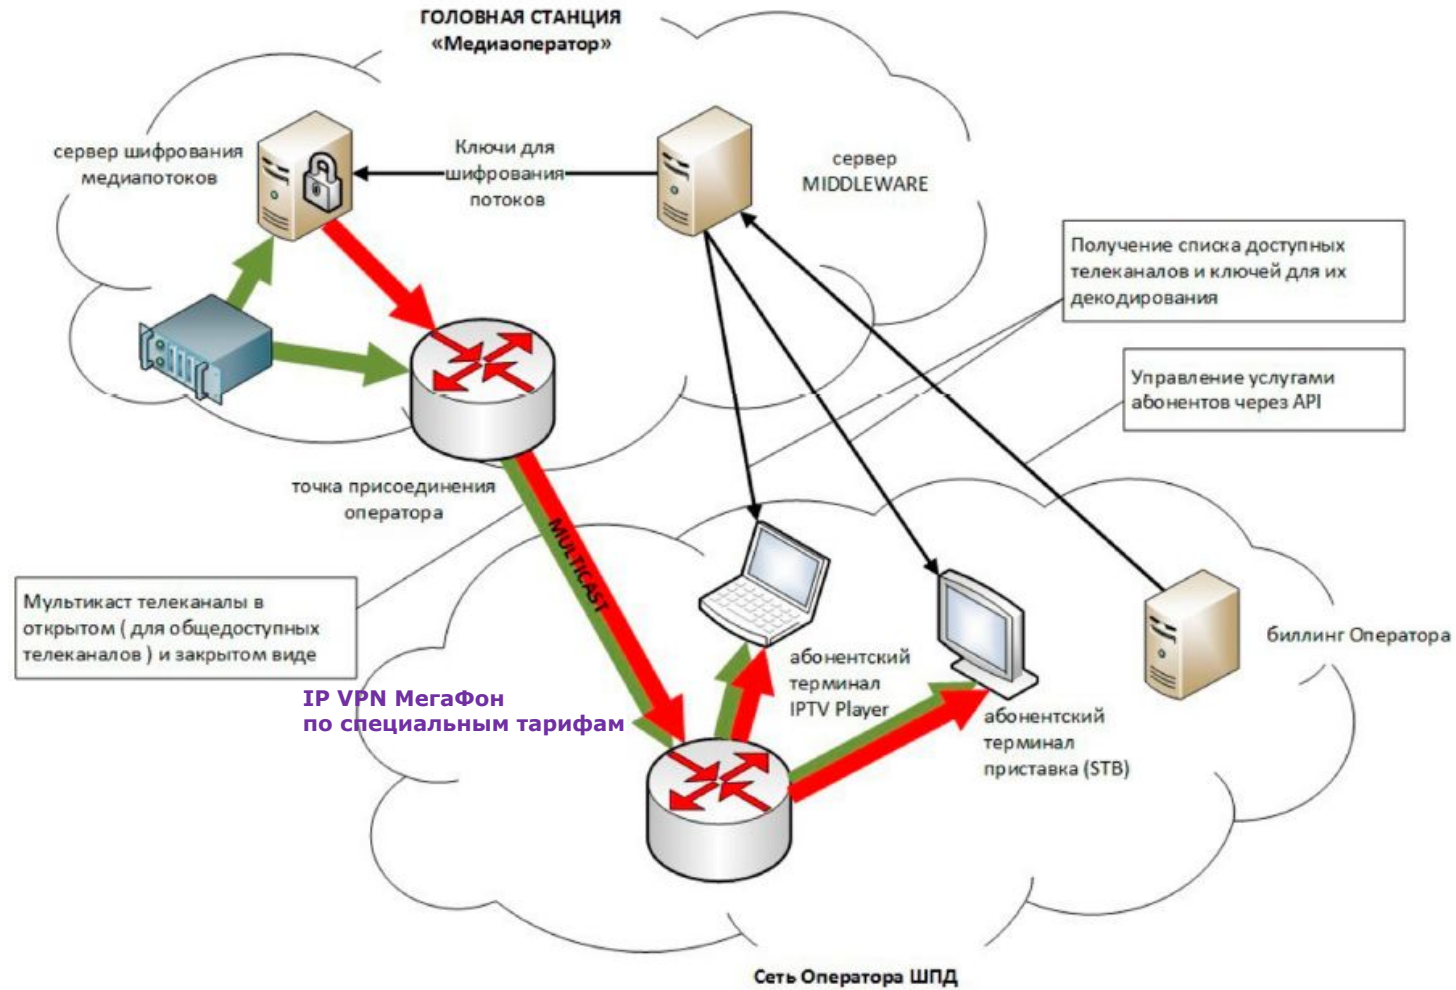 ГОЛОВНАЯ СТАНЦИЯ
«Медиаоператор»
сервер шифрования
медиапотоков
Ключи для
шифрования
потоков
сервер
MIDDLEWARE
Получение списка доступных
телеканалов и ключей для их
декодирования
Управление услугами
абонентов через API
точка присоединения
оператора
MULTICAST
Мультикаст телеканалы в
открытом ( для общедоступных
телеканалов ) и закрытом виде
IP VPN МегаФон
по специальным тарифам
абонентский
терминал
IPTV Player
абонентский
терминал
приставка (STB)
биллинг Оператора
Сеть Оператора ШПД